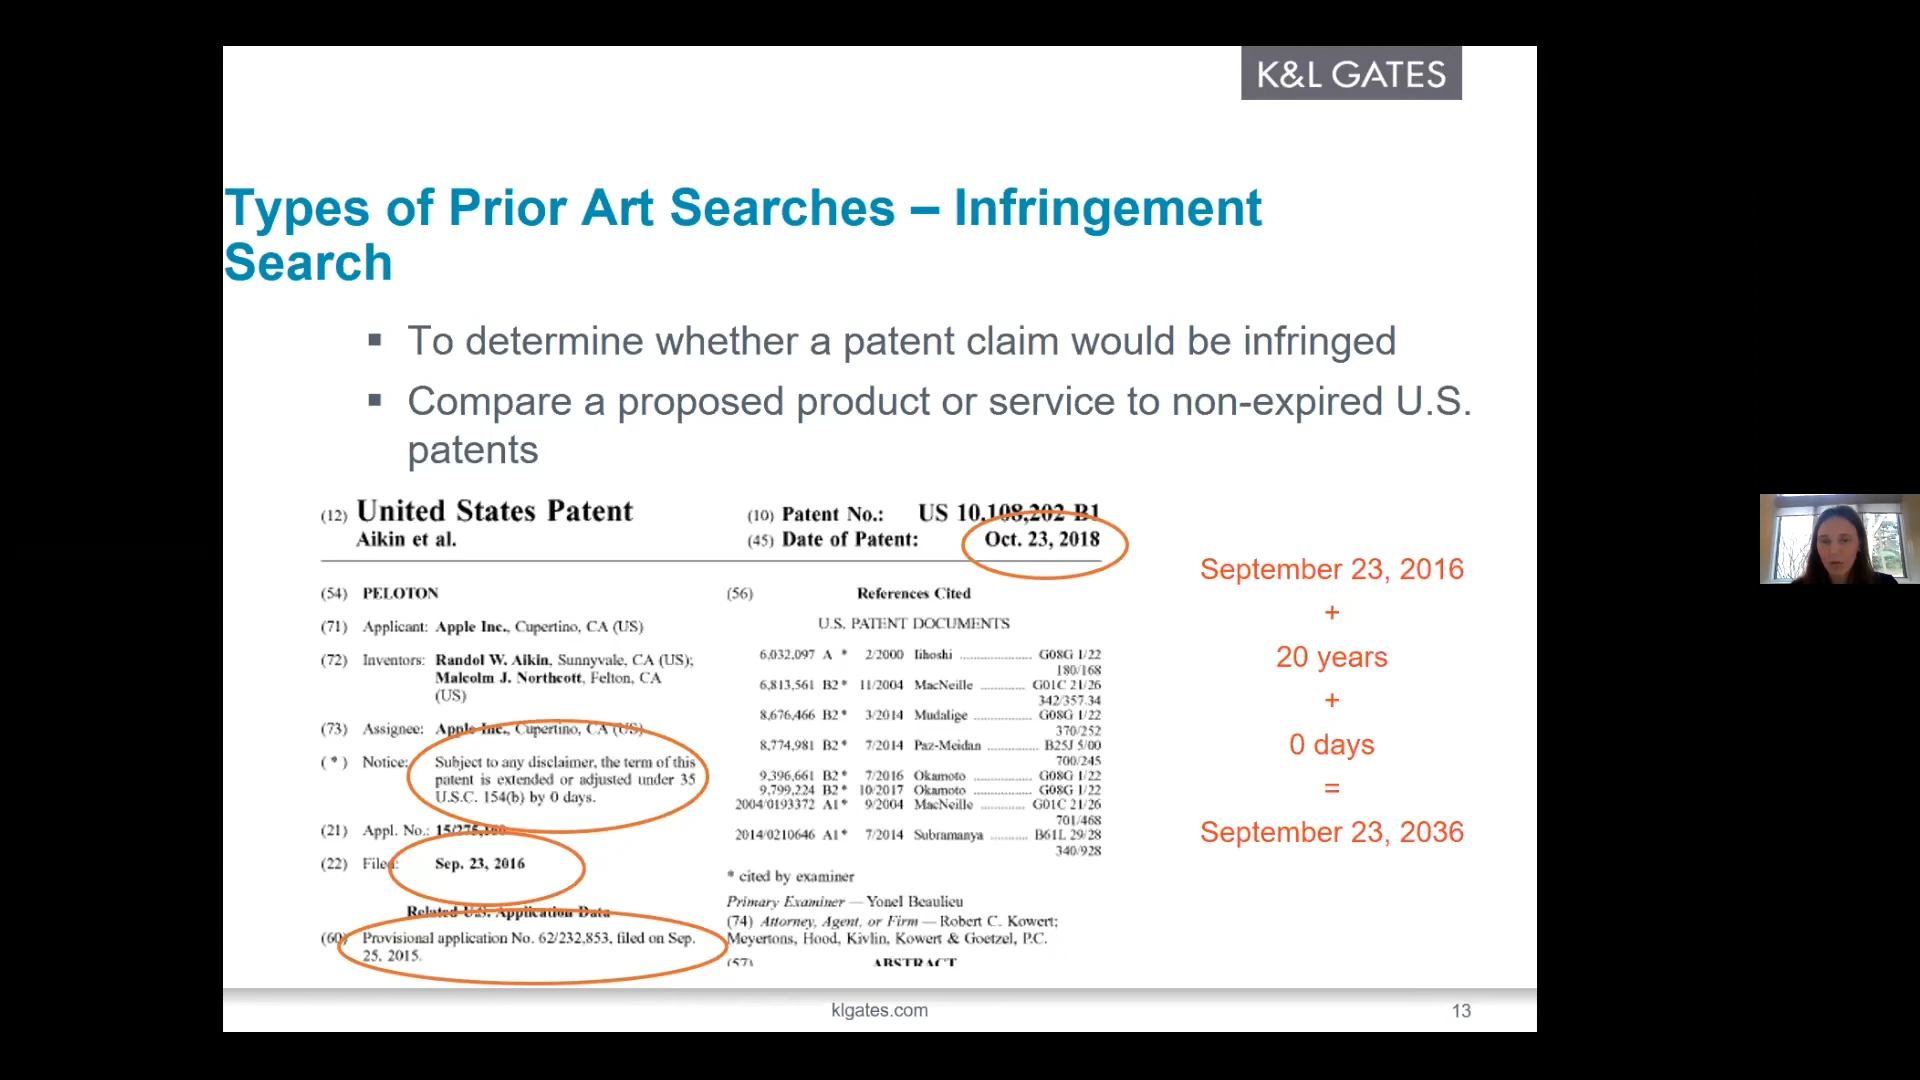 K&L GATES
Types of Prior Art Searches – Infringement
Search
▪ To determine whether a patent claim would be infringed
▪ Compare a proposed product or service to non-expired U.S.
patents
(12) United States Patent
Aikin et al.
(10) Patent No.: US 10,108,202 B1
(45) Date of Patent: Oct. 23, 2018
(54) PELOTON
(71) Applicant: Apple Inc., Cupertino, CA (US)
(72) Inventors: Randol W. Aikin, Sunnyvale, CA (US);
Malcolm J. Northcott, Felton, CA
(US)
(73) Assignee: Apple Inc., Cupertino, CA (US)
( * ) Notice: Subject to any disclaimer, the term of this
patent is extended or adjusted under 35
U.S.C. 154(b) by 0 days.
(21) Appl. No.:
(22) Filed: Sep. 23, 2016
Related U.S. Application Data
(60) Provisional application No. 62/232,853, filed on Sep.
25, 2015.
(56) References Cited
U.S. PATENT DOCUMENTS
6,032,097 A * 2/2000 Iihoshi .................. G08G 1/22
180/168
6,813,561 B2 * 11/2004 MacNeille ........... G01C 21/26
342/357.34
8,676,466 B2 * 3/2014 Mudalige ............... G08G 1/22
370/252
8,774,981 B2 * 7/2014 Paz-Meidan ............ B25J 5/00
700/245
9,396,661 B2 * 7/2016 Okamoto ............... G08G 1/22
9,799,224 B2 * 10/2017 Okamoto ............... G08G 1/22
2004/0193372 A1 * 9/2004 MacNeille ........... G01C 21/26
701/468
2014/0210646 A1 * 7/2014 Subramanya .......... B61L 29/28
340/928
* cited by examiner
Primary Examiner — Yonel Beaulieu
(74) Attorney, Agent, or Firm — Robert C. Kowert;
Meyertons, Hood, Kivlin, Kowert & Goetzel, P.C.
(57) ABSTRACT
September 23, 2016
+
20 years
+
0 days
=
September 23, 2036
klgates.com
13